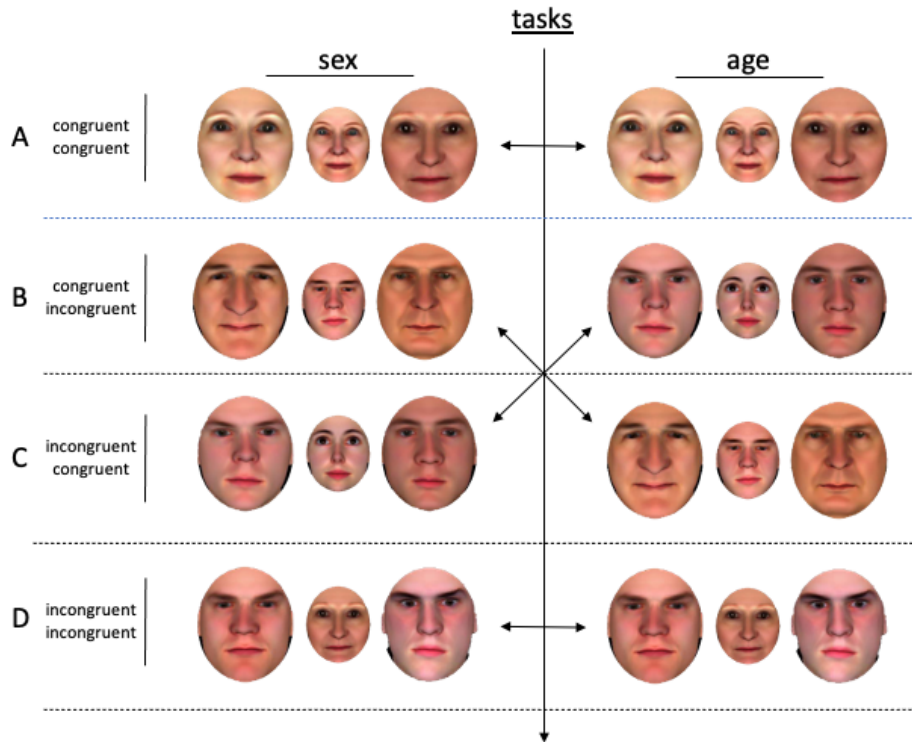 tasks
sex
age
A
congruent
congruent
B
congruent
incongruent
C
incongruent
congruent
D
incongruent
incongruent